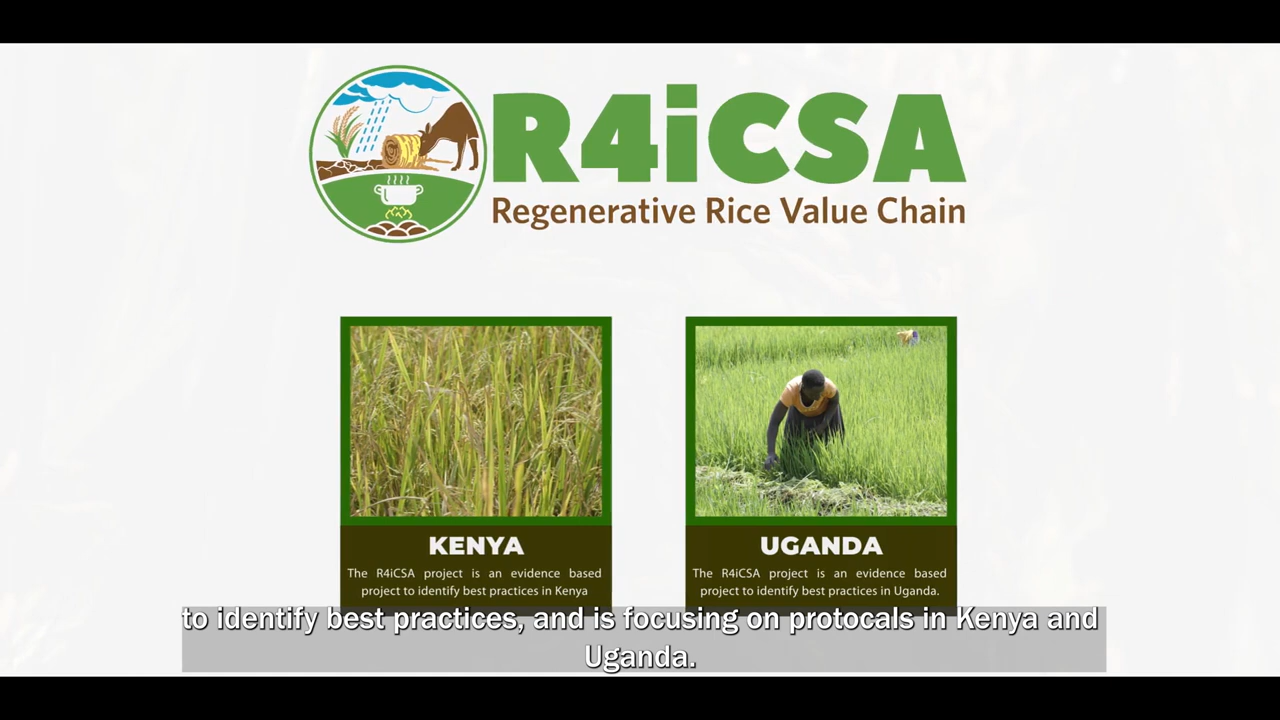 R4iCSA
Regenerative Rice Value Chain
KENYA
The R4iCSA project is an evidence based
project to identify best practices in Kenya
UGANDA
The R4iCSA project is an evidence based
project to identify best practices in Uganda.
to identify best practices, and is focusing on protocals in Kenya and
Uganda.